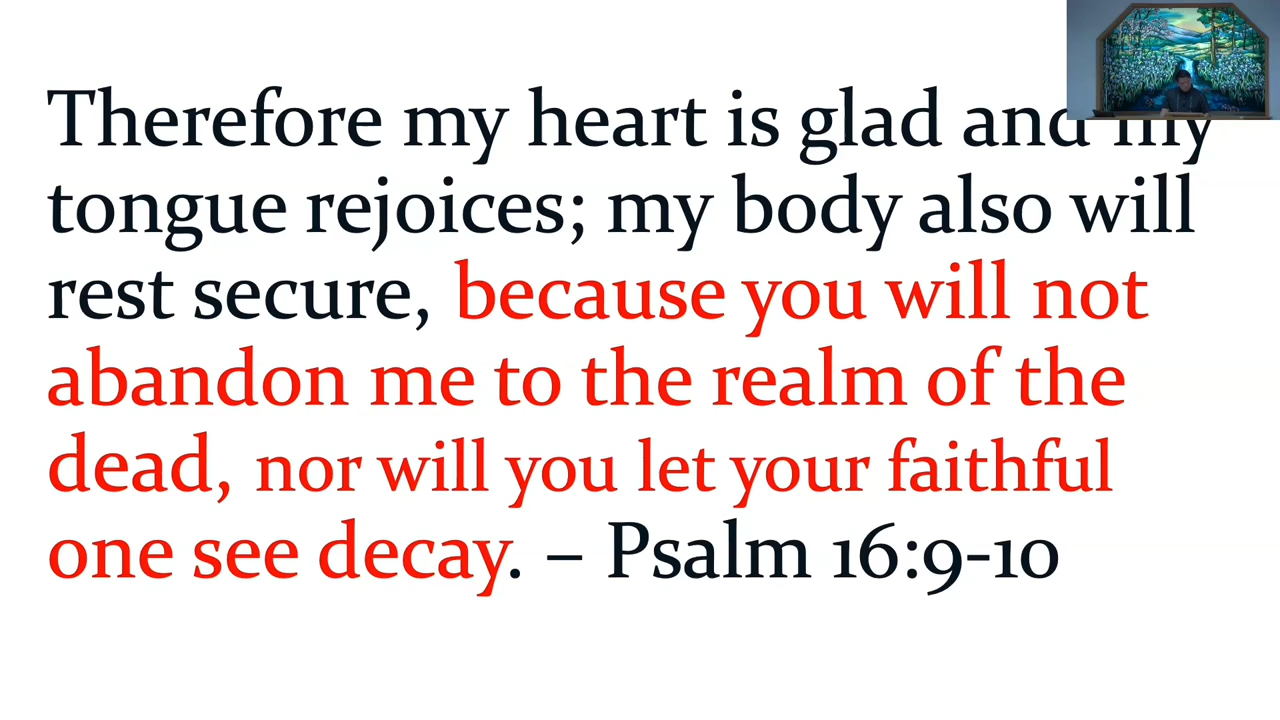 Therefore my heart is glad and my
tongue rejoices; my body also will
rest secure, because you will not
abandon me to the realm of the
dead, nor will you let your faithful
one see decay. – Psalm 16:9-10